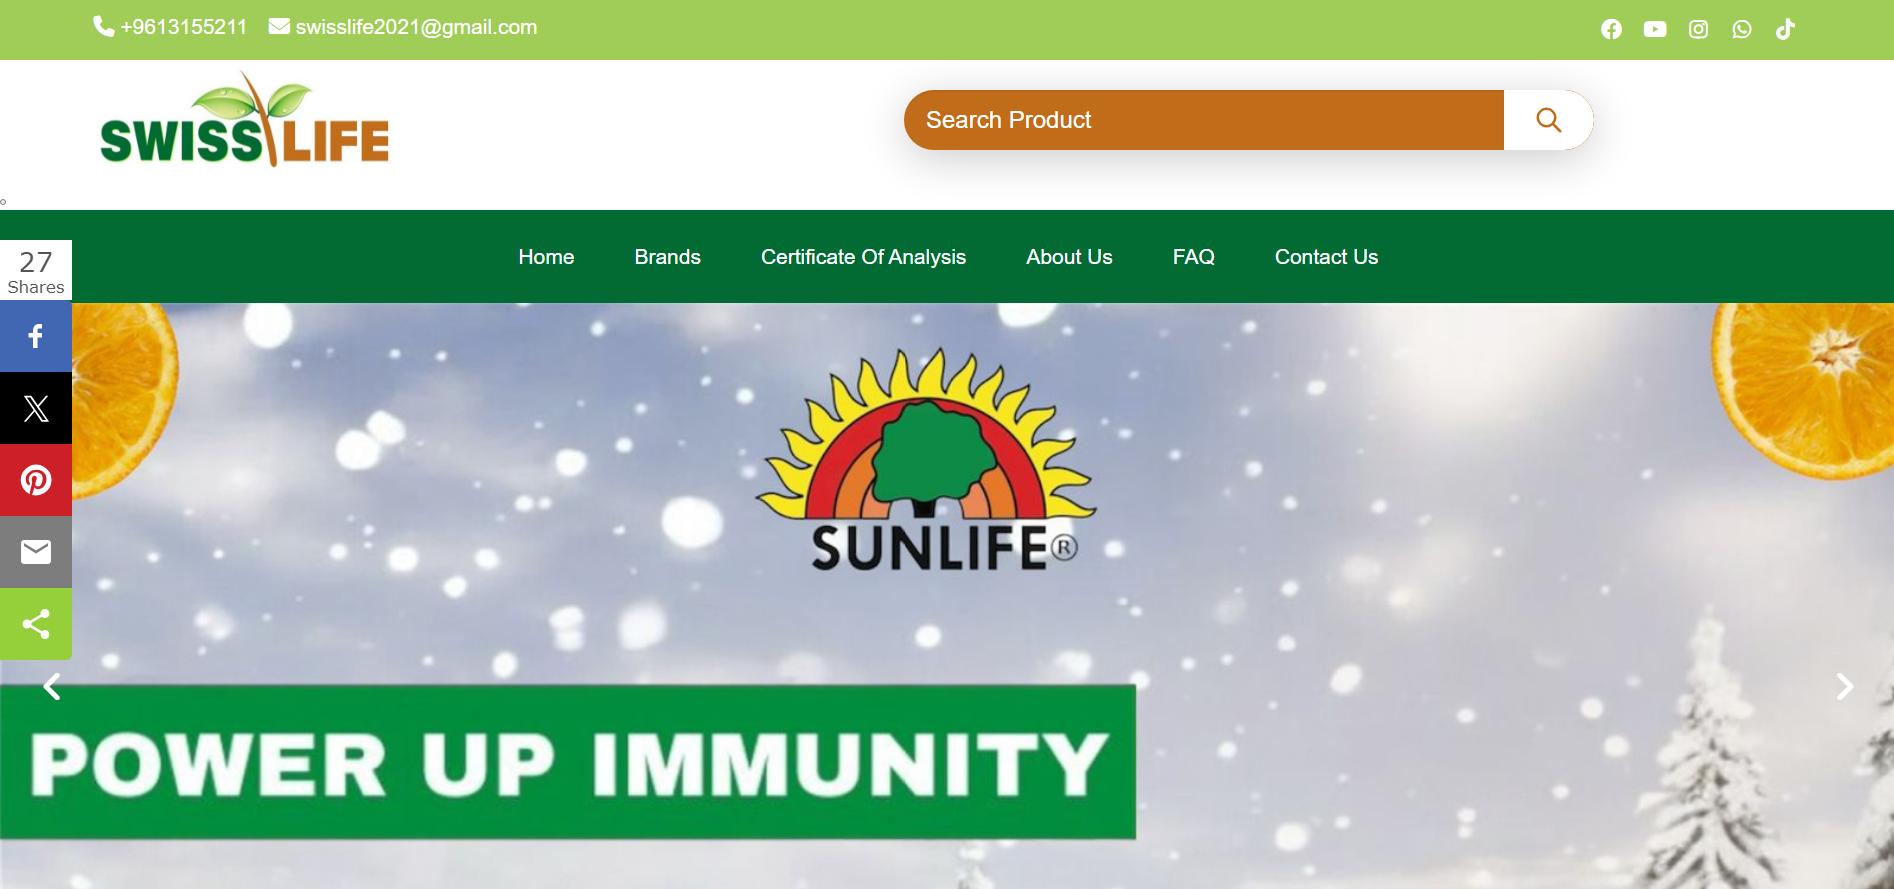 +9613155211 swisslife2021@gmail.com
SWISS LIFE
Search Product
Home Brands Certificate Of Analysis About Us FAQ Contact Us
27
Shares
SUNLIFE®
POWER UP IMMUNITY